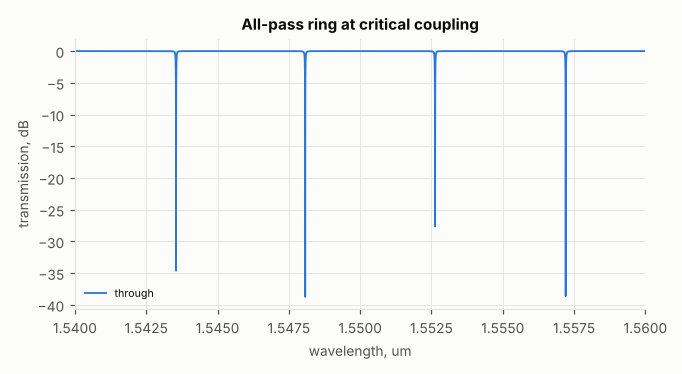 All-pass ring at critical coupling
transmission, dB
0
−5
−10
−15
−20
−25
−30
−35
−40
through
1.5400 1.5425 1.5450 1.5475 1.5500 1.5525 1.5550 1.5575 1.5600
wavelength, um